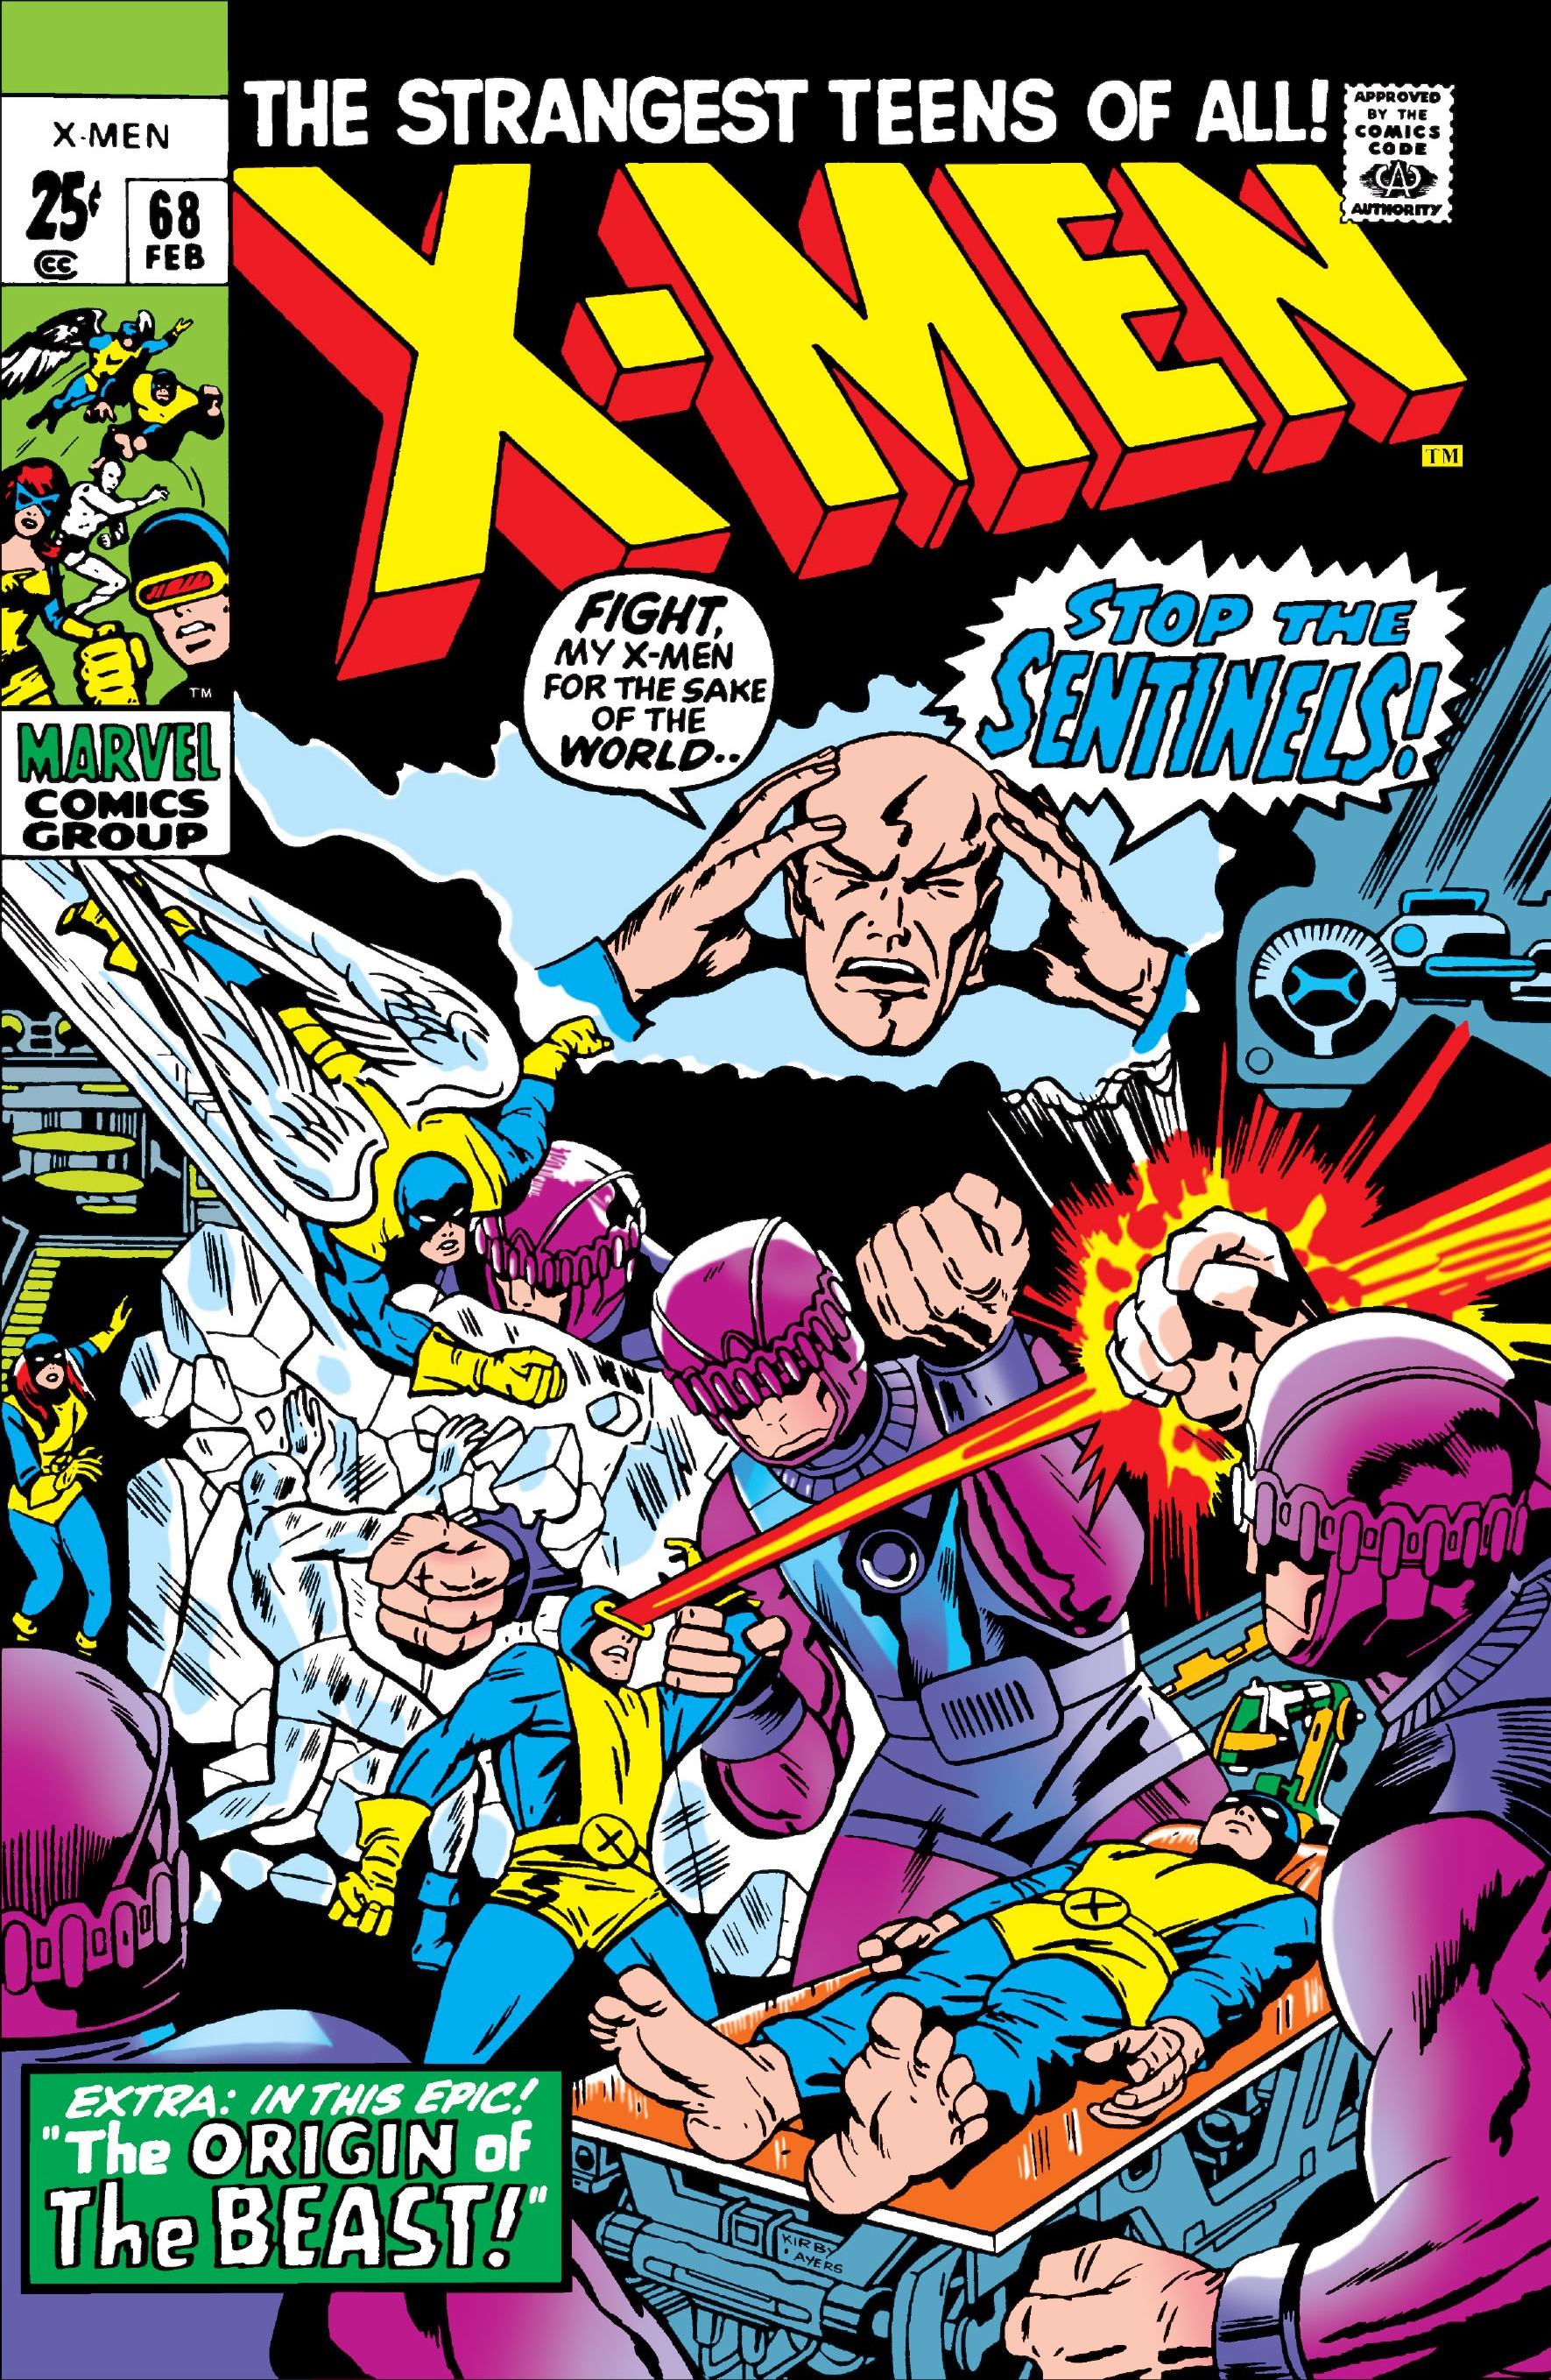 X-MEN
25¢
68
FEB
CC
THE STRANGEST TEENS OF ALL!
APPROVED
BY THE
COMICS
CODE
CA
AUTHORITY
X-MEN
TM
TM
MARVEL
COMICS
GROUP
FIGHT,
MY X-MEN
FOR THE SAKE
OF THE
WORLD..
STOP THE
SENTINELS!
EXTRA: IN THIS EPIC!
"The ORIGIN of
The BEAST!"
KIRBY
• AYERS